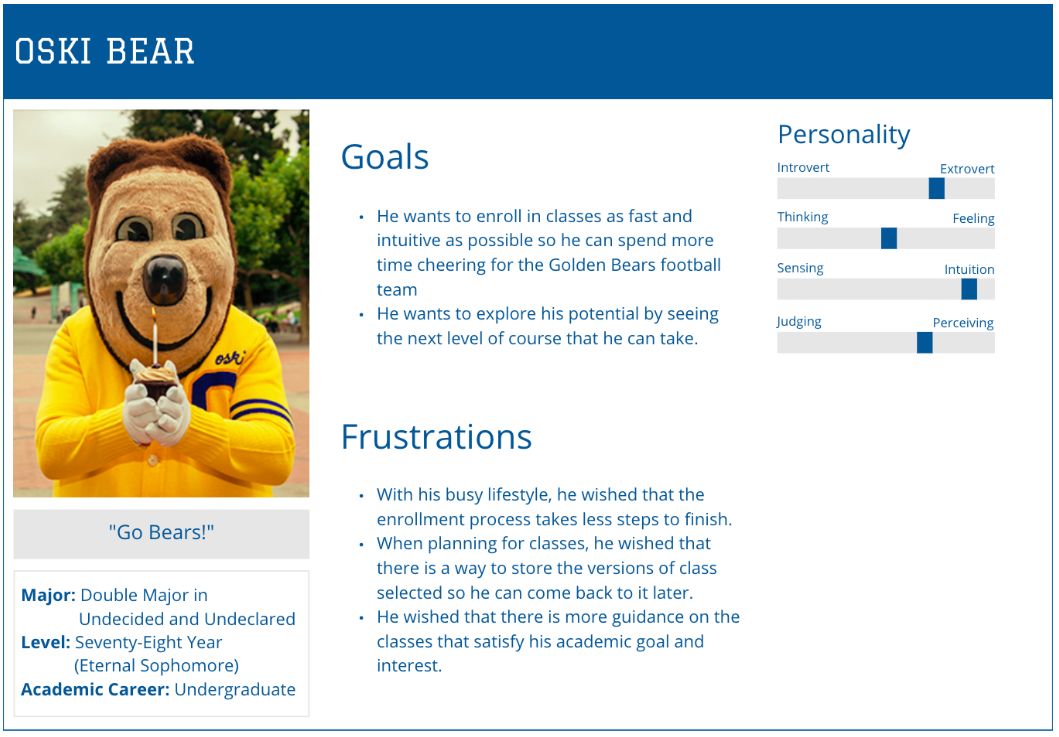 OSKI BEAR
oski
"Go Bears!"
Major: Double Major in
Undecided and Undeclared
Level: Seventy-Eight Year
(Eternal Sophomore)
Academic Career: Undergraduate
Goals
• He wants to enroll in classes as fast and
intuitive as possible so he can spend more
time cheering for the Golden Bears football
team
• He wants to explore his potential by seeing
the next level of course that he can take.
Frustrations
• With his busy lifestyle, he wished that the
enrollment process takes less steps to finish.
• When planning for classes, he wished that
there is a way to store the versions of class
selected so he can come back to it later.
• He wished that there is more guidance on the
classes that satisfy his academic goal and
interest.
Personality
Introvert Extrovert
Thinking Feeling
Sensing Intuition
Judging Perceiving